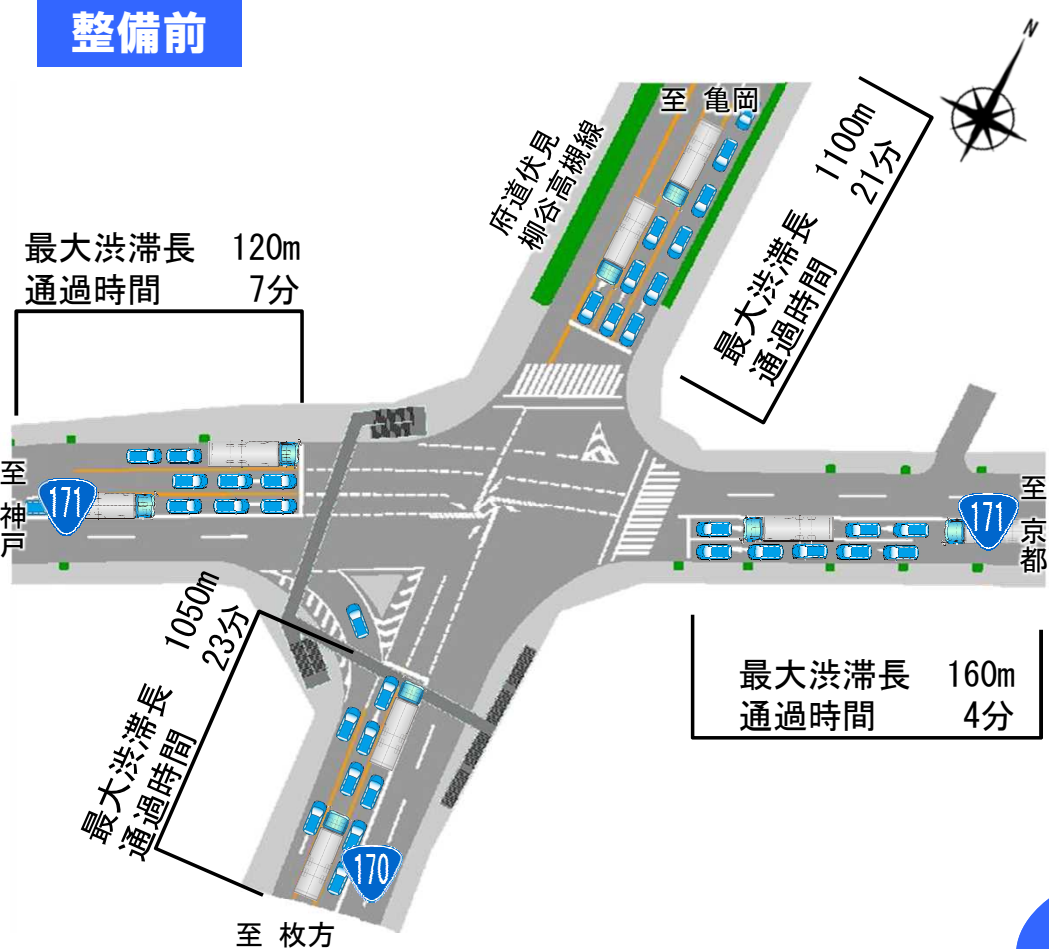 整備前
N
至 亀岡
府道伏見
柳谷高槻線
最大渋滞長 1100m
通過時間 21分
最大渋滞長 120m
通過時間 7分
至 神戸
171
171
至 京都
最大渋滞長 1050m
通過時間 23分
最大渋滞長 160m
通過時間 4分
170
至 枚方